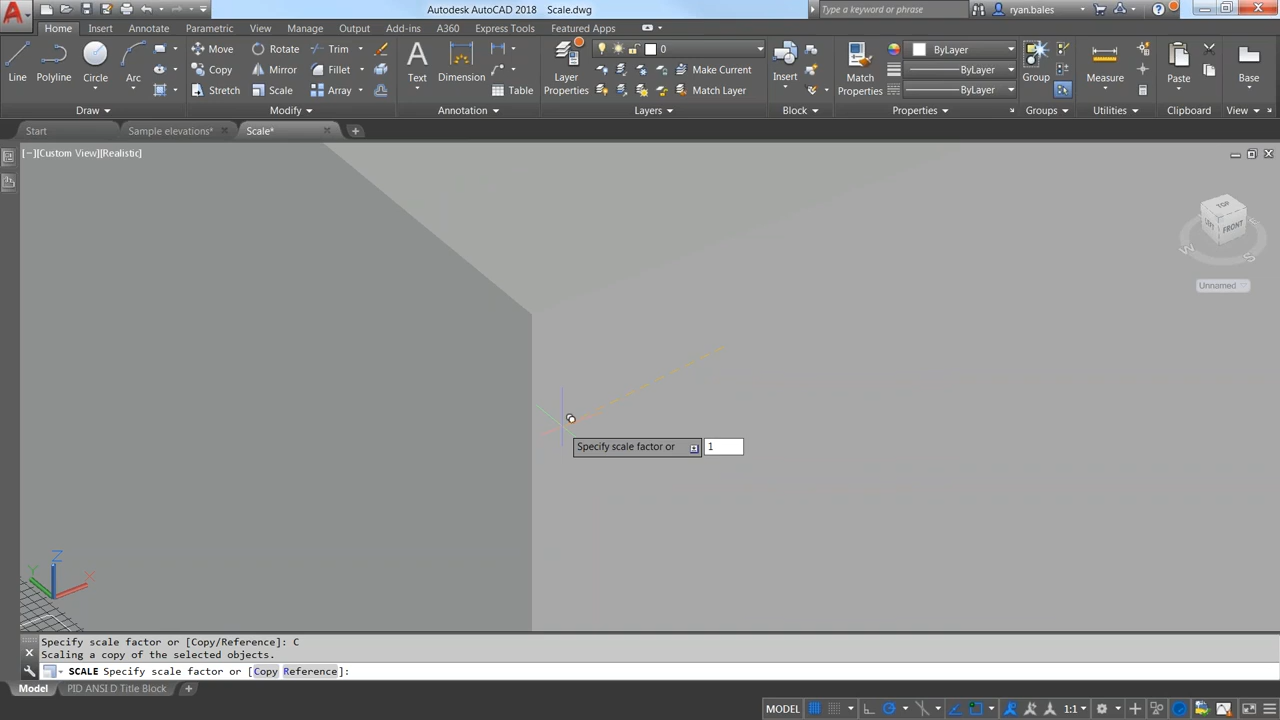 Autodesk AutoCAD 2018 Scale.dwg
Type a keyword or phrase
ryan.bales
Home Insert Annotate Parametric View Manage Output Add-ins A360 Express Tools Featured Apps
Line Polyline Circle Arc
Move Rotate Trim
Copy Mirror Fillet
Stretch Scale Array
Text Dimension Table
Layer Properties
0
Make Current
Match Layer
Insert
Match Properties
ByLayer
ByLayer
ByLayer
Group Measure Paste Base
Draw Modify Annotation Layers Block Properties Groups Utilities Clipboard View
Start Sample elevations* Scale*
[−][Custom View][Realistic]
TOP
FRONT
W
S
Unnamed
Specify scale factor or 1
Z
Y X
Specify scale factor or [Copy/Reference]: C
Scaling a copy of the selected objects.
SCALE Specify scale factor or [Copy Reference]:
Model PID ANSI D Title Block
MODEL 1:1